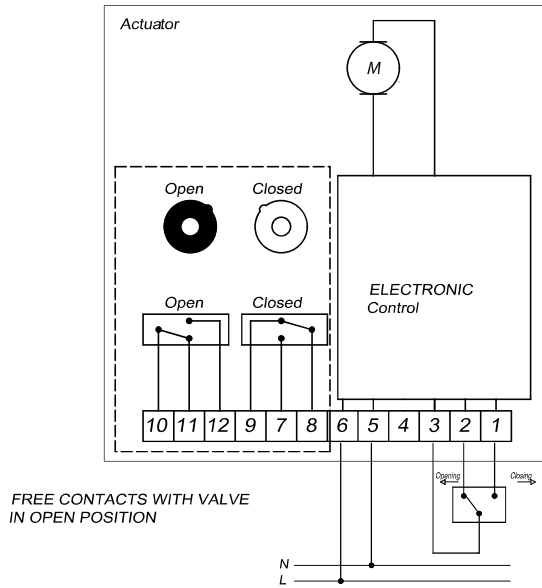 Actuator
M
Open Closed
ELECTRONIC
Control
Open Closed
10 11 12 9 7 8 6 5 4 3 2 1
Opening Closing
FREE CONTACTS WITH VALVE
IN OPEN POSITION
N
L